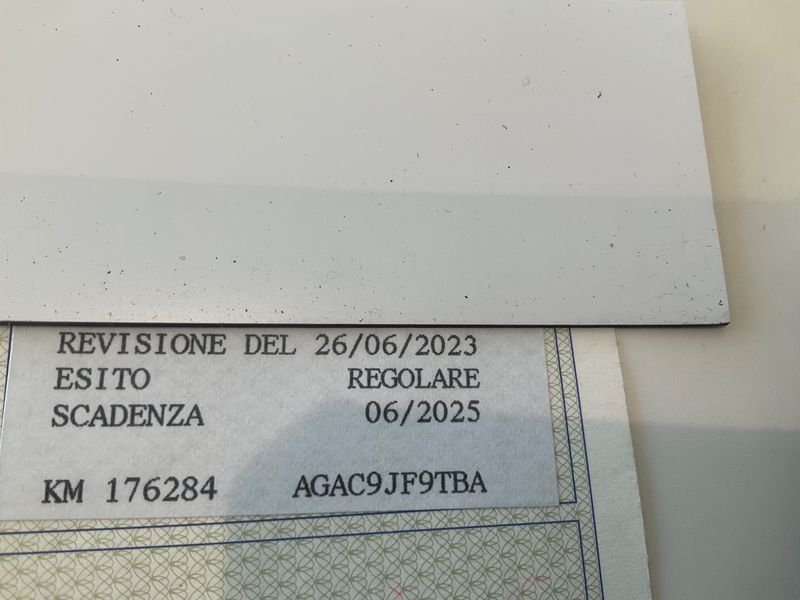 REVISIONE DEL 26/06/2023
ESITO REGOLARE
SCADENZA 06/2025
KM 176284 AGAC9JF9TBA